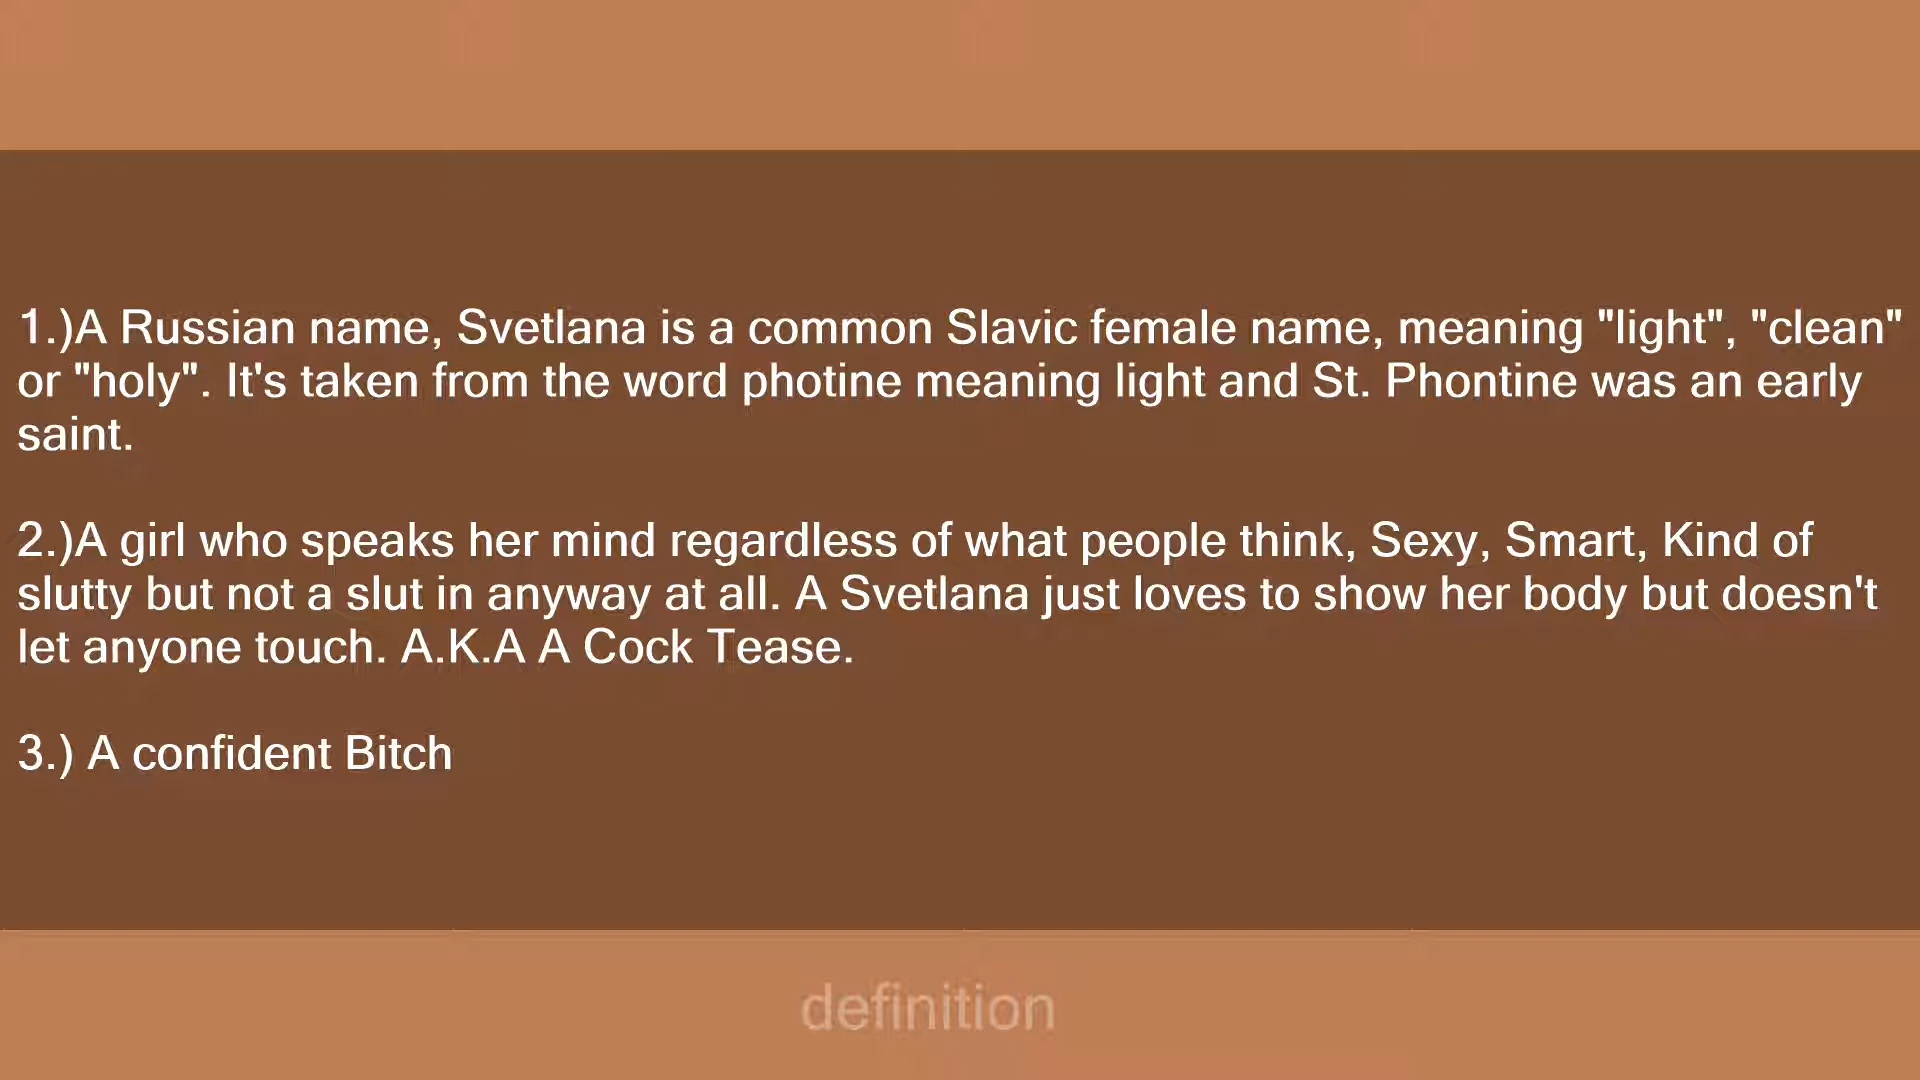 1.)A Russian name, Svetlana is a common Slavic female name, meaning "light", "clean"
or "holy". It's taken from the word photine meaning light and St. Phontine was an early
saint.
2.)A girl who speaks her mind regardless of what people think, Sexy, Smart, Kind of
slutty but not a slut in anyway at all. A Svetlana just loves to show her body but doesn't
let anyone touch. A.K.A A Cock Tease.
3.) A confident Bitch
definition